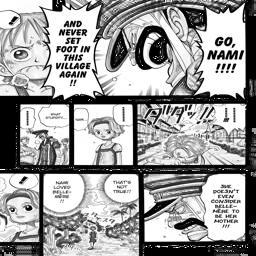 GO,
NAMI
!!!!
AND
NEVER
SET
FOOT IN
THIS
VILLAGE
AGAIN
!!
WHAT
SHE
DOESN'T
EVEN
CONSIDER
BELLE-
MÈRE TO
BE HER
MOTHER
!!!
THAT'S
NOT
TRUE!!
NAMI
LOVED
BELLE-
MÈRE
!!